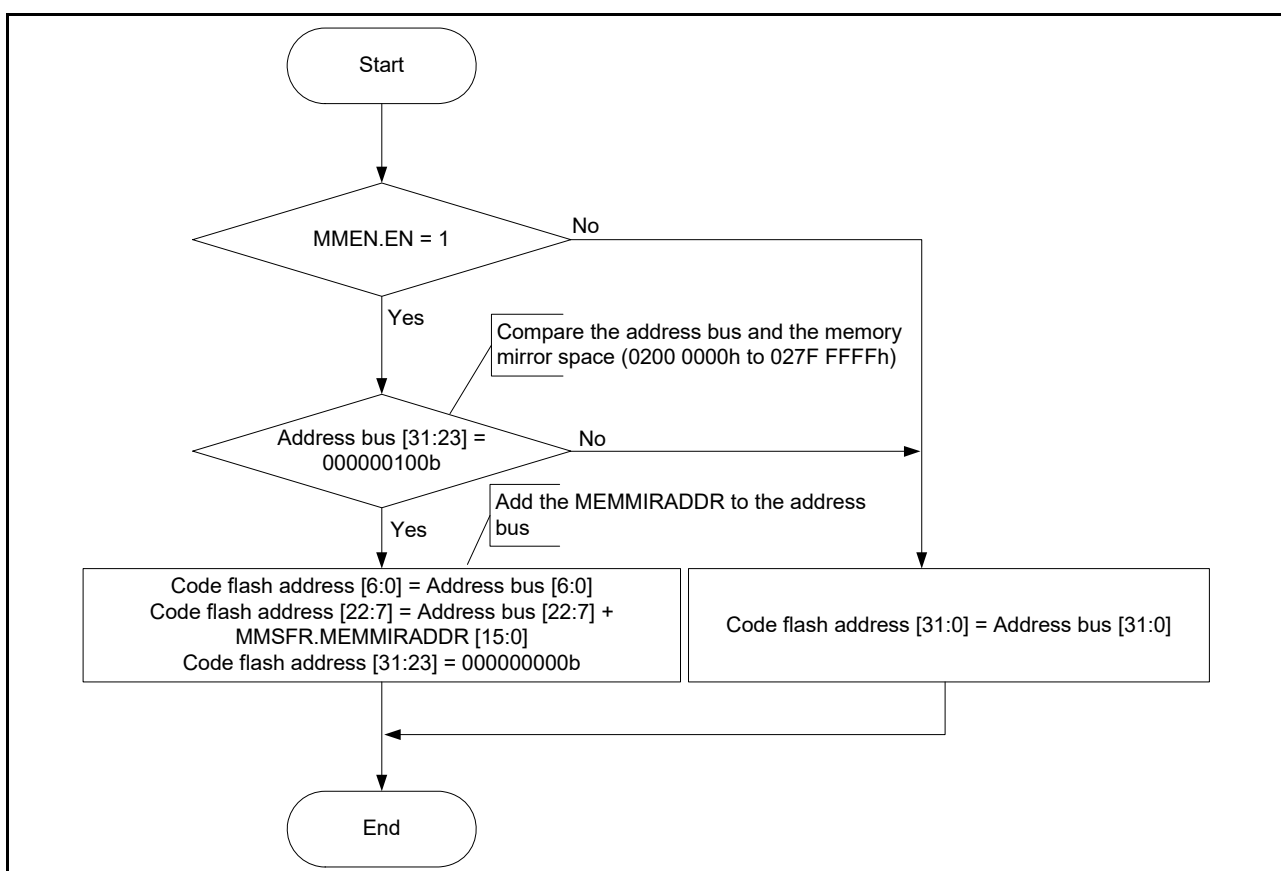 Start
MMEN.EN = 1
No
Yes
Compare the address bus and the memory
mirror space (0200 0000h to 027F FFFFh)
Address bus [31:23] =
000000100b
No
Yes
Add the MEMMIRADDR to the address
bus
Code flash address [6:0] = Address bus [6:0]
Code flash address [22:7] = Address bus [22:7] +
MMSFR.MEMMIRADDR [15:0]
Code flash address [31:23] = 000000000b
Code flash address [31:0] = Address bus [31:0]
End